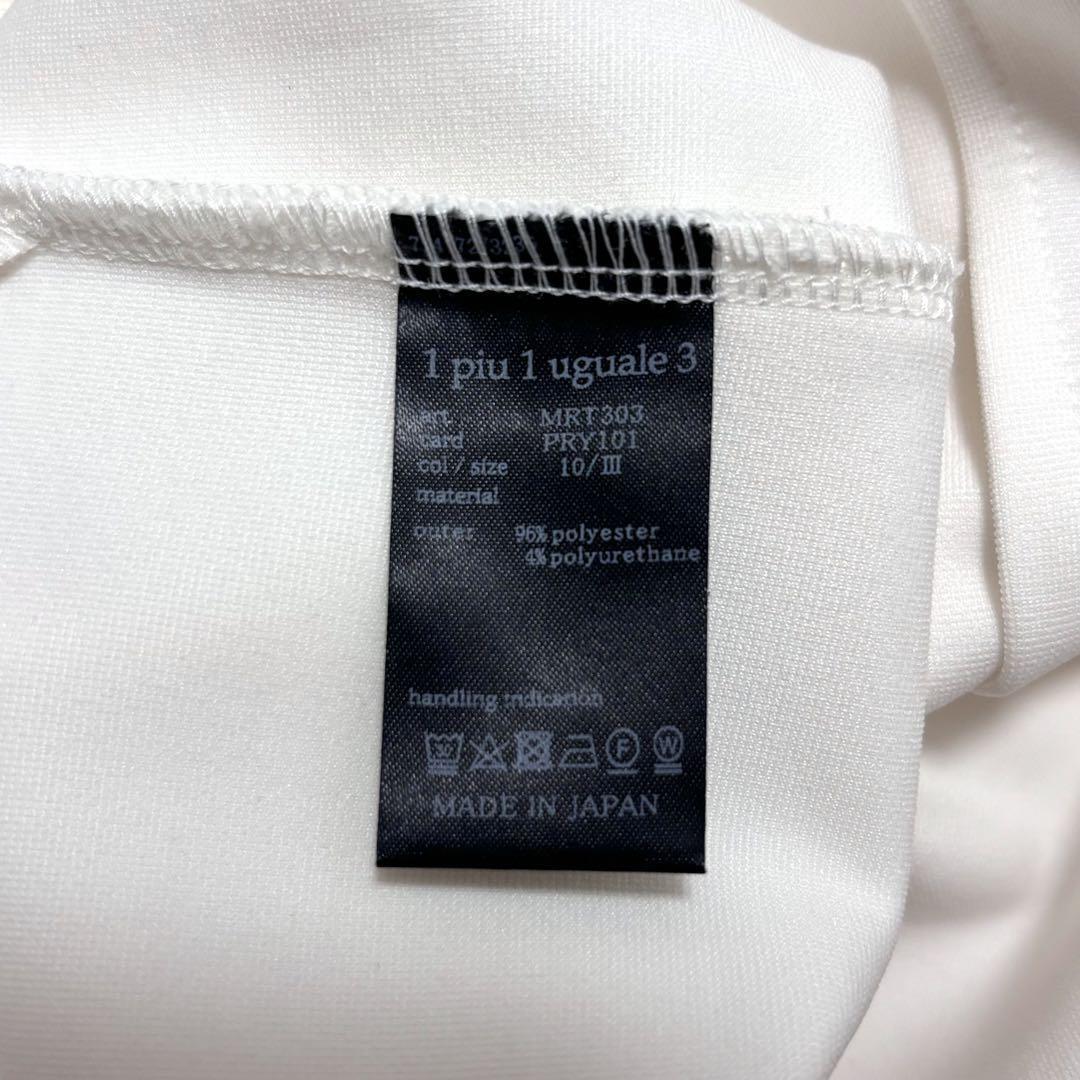 1 piu 1 uguale 3
art. MRT303
card PRY101
col / size 10/III
material
outer 96% polyester
4% polyurethane
handling indication
F W
MADE IN JAPAN